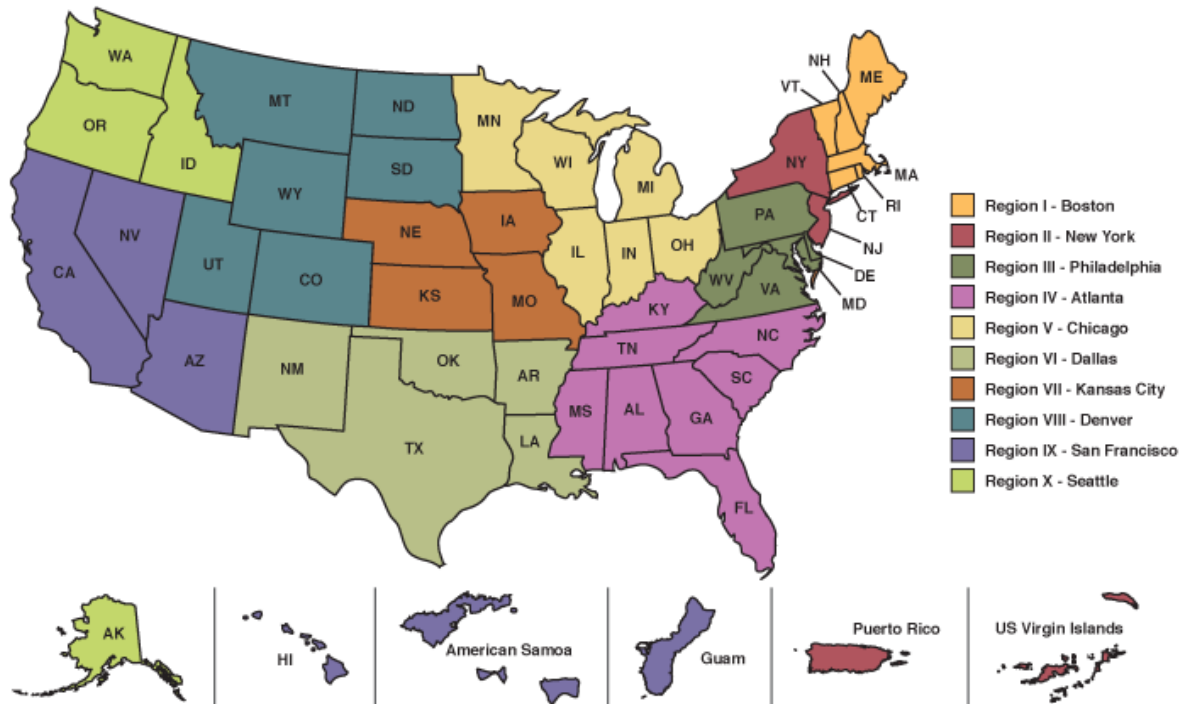 WA
OR
ID
MT
ND
SD
WY
MN
WI
MI
NH
VT
ME
NY
MA
RI
CT
NJ
PA
DE
MD
WV
VA
NV
CA
UT
CO
NE
KS
IA
MO
IL
IN
OH
KY
TN
NC
SC
AZ
NM
OK
AR
TX
LA
MS
AL
GA
FL
Region I - Boston
Region II - New York
Region III - Philadelphia
Region IV - Atlanta
Region V - Chicago
Region VI - Dallas
Region VII - Kansas City
Region VIII - Denver
Region IX - San Francisco
Region X - Seattle
AK
HI
American Samoa
Guam
Puerto Rico
US Virgin Islands